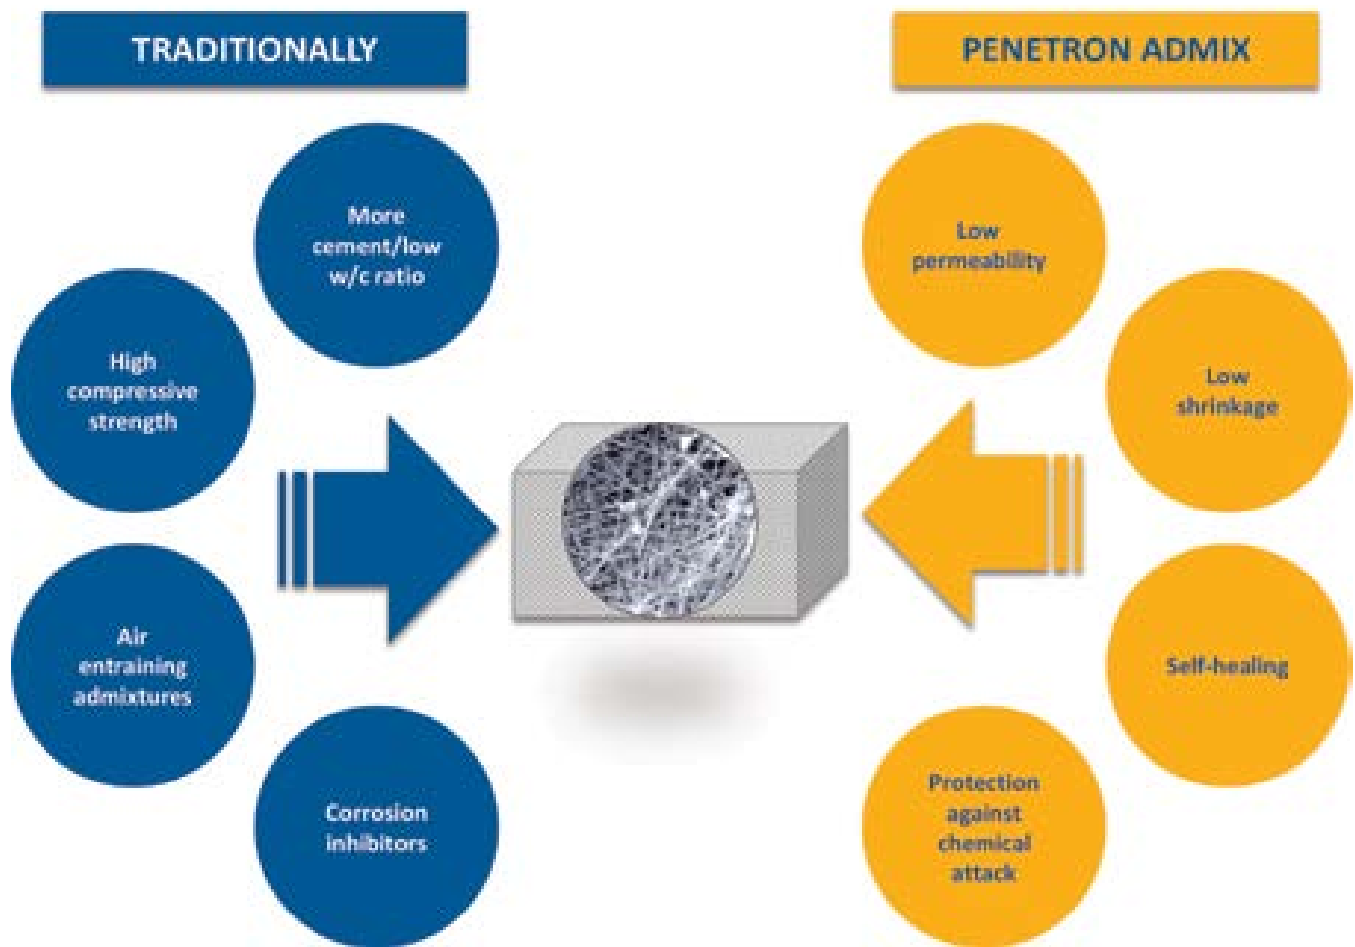 TRADITIONALLY
More
cement/low
w/c ratio
High
compressive
strength
Air
entraining
admixtures
Corrosion
inhibitors
PENETRON ADMIX
Low
permeability
Low
shrinkage
Self-healing
Protection
against
chemical
attack